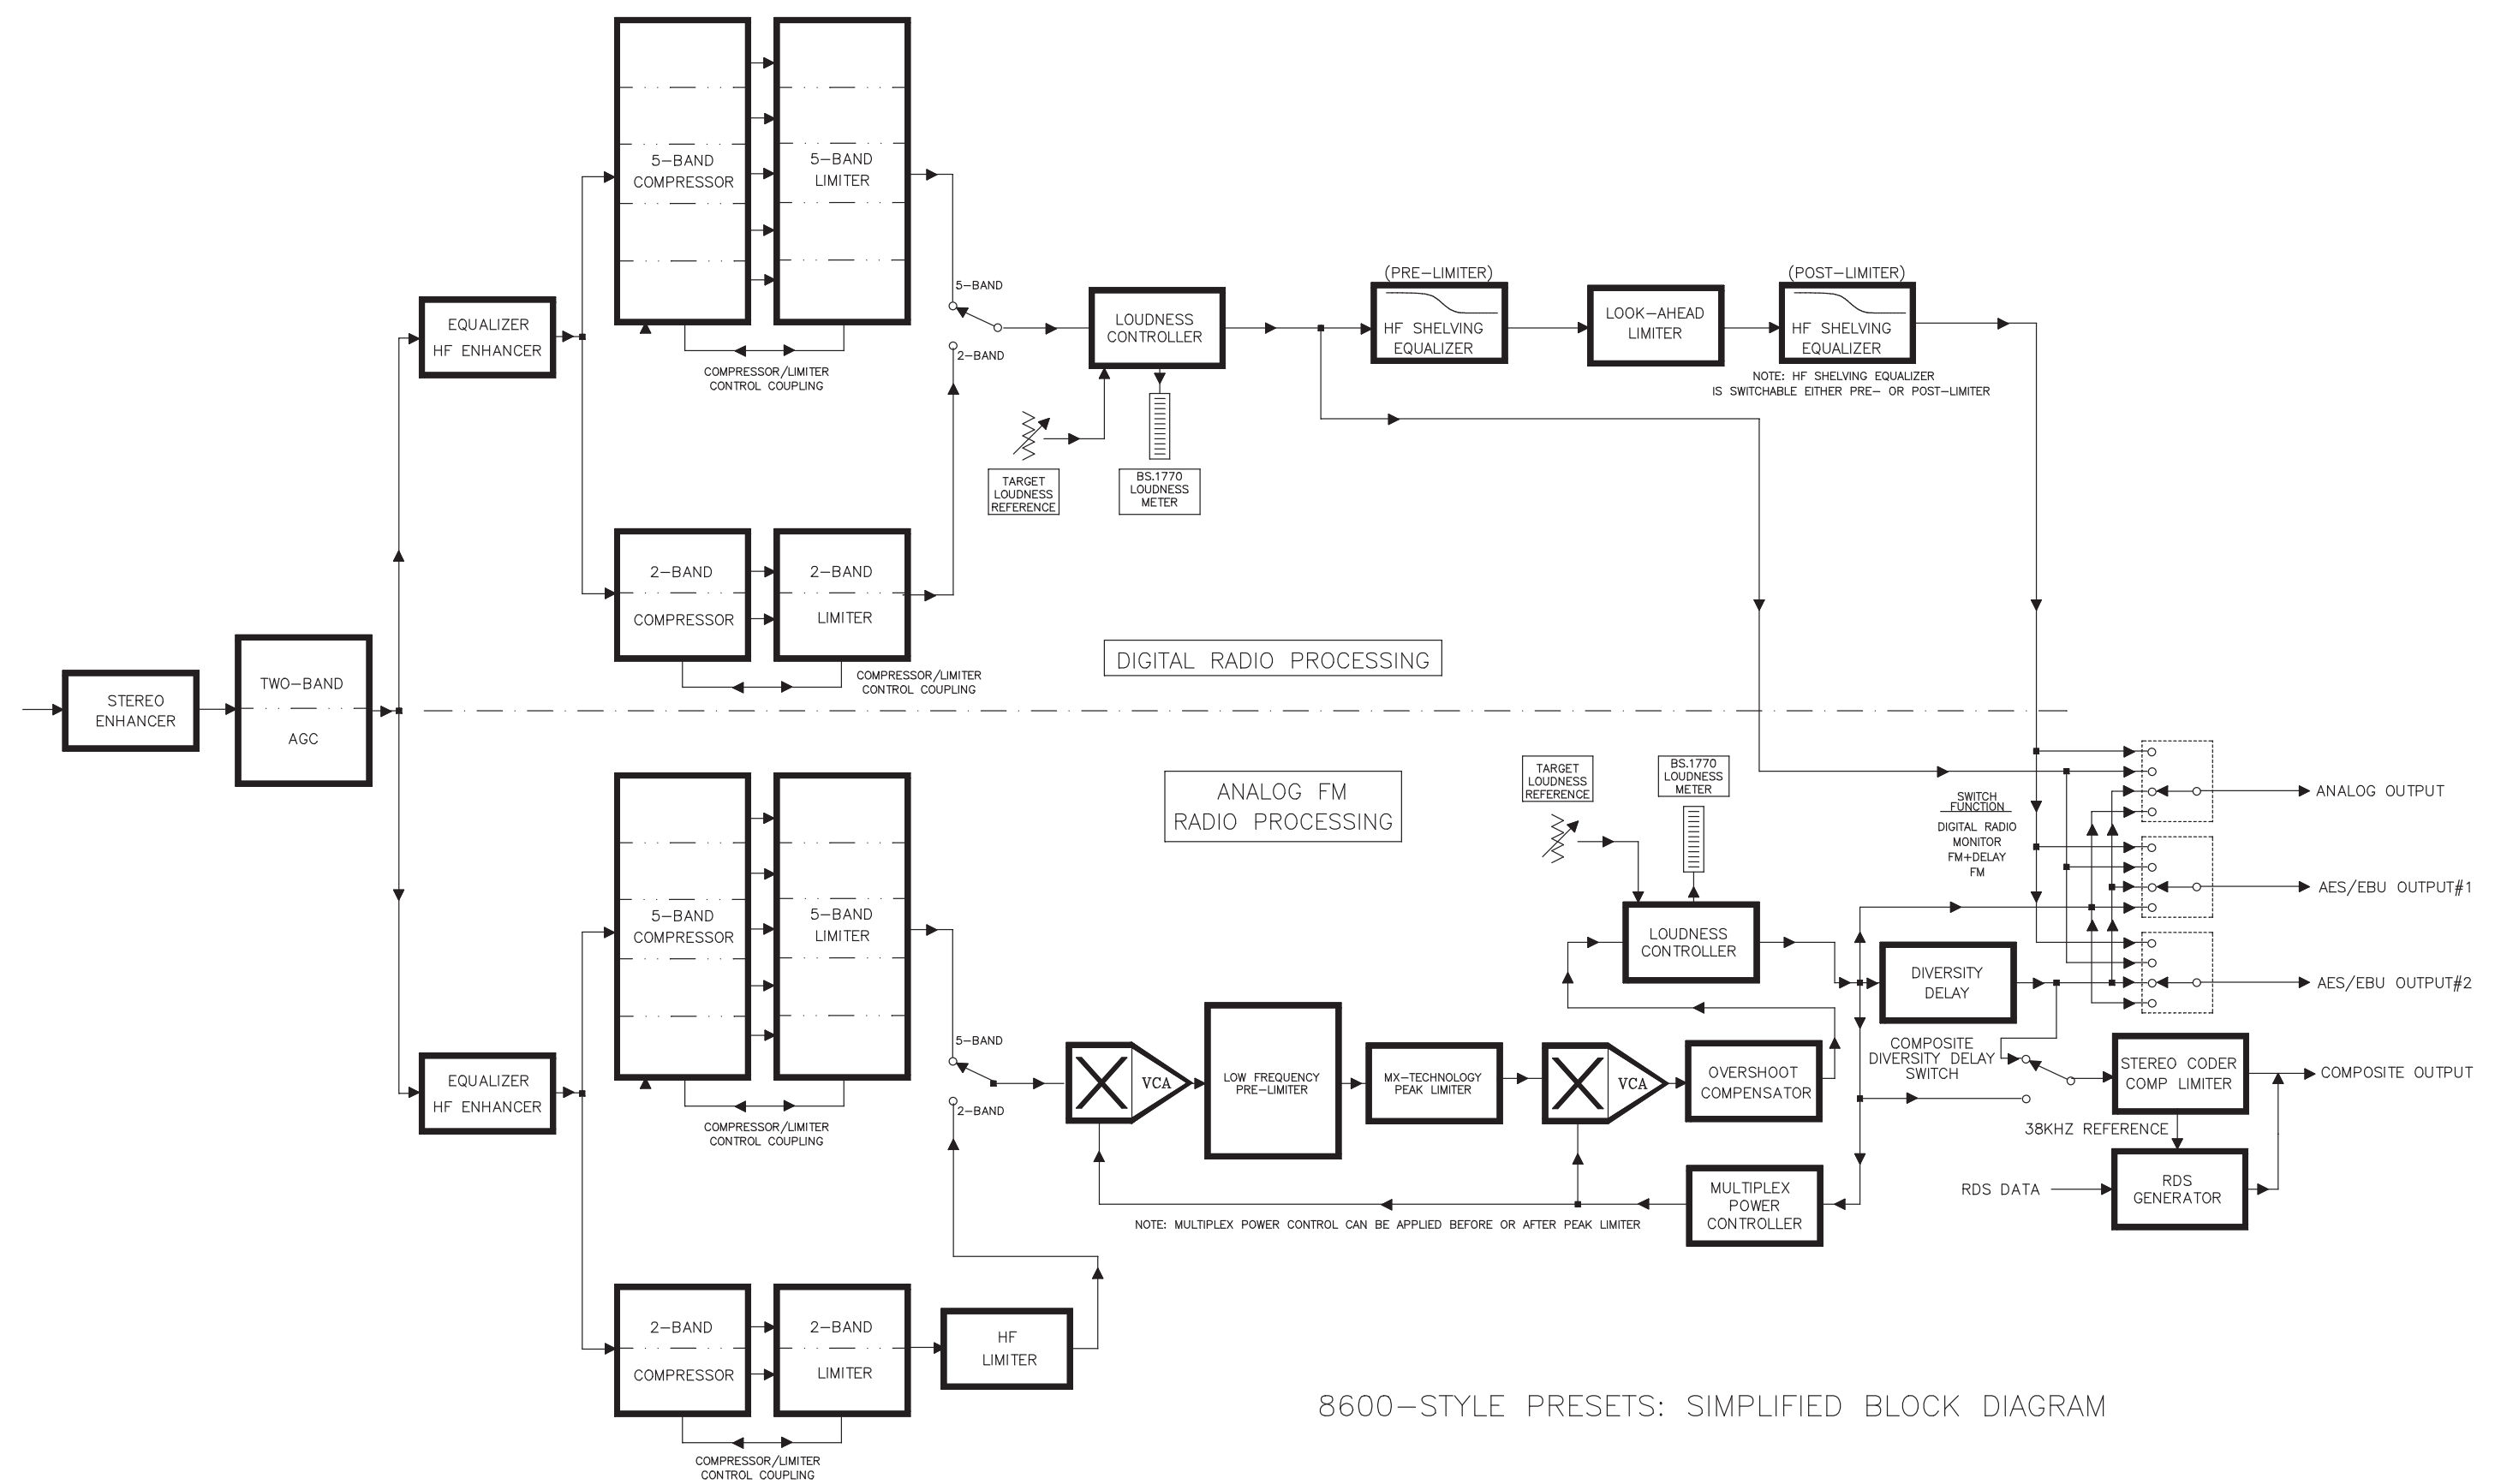 5-BAND
COMPRESSOR
5-BAND
LIMITER
EQUALIZER
HF ENHANCER
COMPRESSOR/LIMITER
CONTROL COUPLING
5-BAND
2-BAND
LOUDNESS
CONTROLLER
TARGET
LOUDNESS
REFERENCE
BS.1770
LOUDNESS
METER
(PRE-LIMITER)
HF SHELVING
EQUALIZER
LOOK-AHEAD
LIMITER
(POST-LIMITER)
HF SHELVING
EQUALIZER
NOTE: HF SHELVING EQUALIZER
IS SWITCHABLE EITHER PRE- OR POST-LIMITER
2-BAND
COMPRESSOR
2-BAND
LIMITER
COMPRESSOR/LIMITER
CONTROL COUPLING
DIGITAL RADIO PROCESSING
STEREO
ENHANCER
TWO-BAND
AGC
ANALOG FM
RADIO PROCESSING
5-BAND
COMPRESSOR
5-BAND
LIMITER
EQUALIZER
HF ENHANCER
COMPRESSOR/LIMITER
CONTROL COUPLING
5-BAND
2-BAND
VCA
LOW FREQUENCY
PRE-LIMITER
MX-TECHNOLOGY
PEAK LIMITER
VCA
OVERSHOOT
COMPENSATOR
TARGET
LOUDNESS
REFERENCE
BS.1770
LOUDNESS
METER
LOUDNESS
CONTROLLER
DIVERSITY
DELAY
MULTIPLEX
POWER
CONTROLLER
NOTE: MULTIPLEX POWER CONTROL CAN BE APPLIED BEFORE OR AFTER PEAK LIMITER
SWITCH
FUNCTION
DIGITAL RADIO
MONITOR
FM+DELAY
FM
ANALOG OUTPUT
AES/EBU OUTPUT#1
AES/EBU OUTPUT#2
COMPOSITE
DIVERSITY DELAY
SWITCH
STEREO CODER
COMP LIMITER
COMPOSITE OUTPUT
38KHZ REFERENCE
RDS DATA
RDS
GENERATOR
2-BAND
COMPRESSOR
2-BAND
LIMITER
HF
LIMITER
COMPRESSOR/LIMITER
CONTROL COUPLING
8600-STYLE PRESETS: SIMPLIFIED BLOCK DIAGRAM